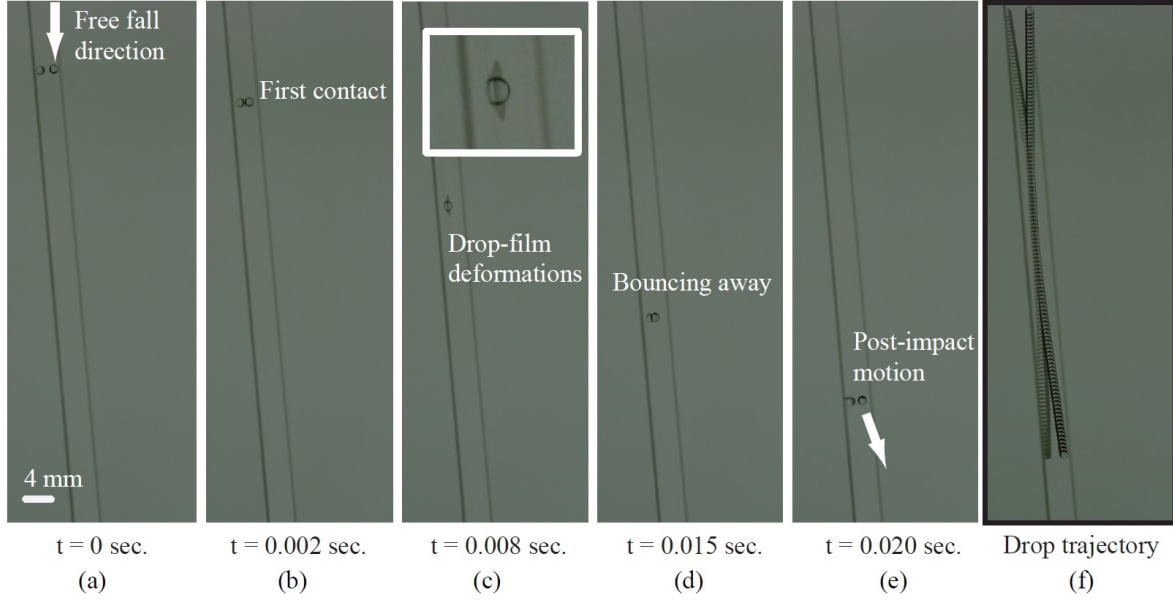 Free fall
direction
4 mm
t = 0 sec.
(a)
First contact
t = 0.002 sec.
(b)
Drop-film
deformations
t = 0.008 sec.
(c)
Bouncing away
t = 0.015 sec.
(d)
Post-impact
motion
t = 0.020 sec.
(e)
Drop trajectory
(f)